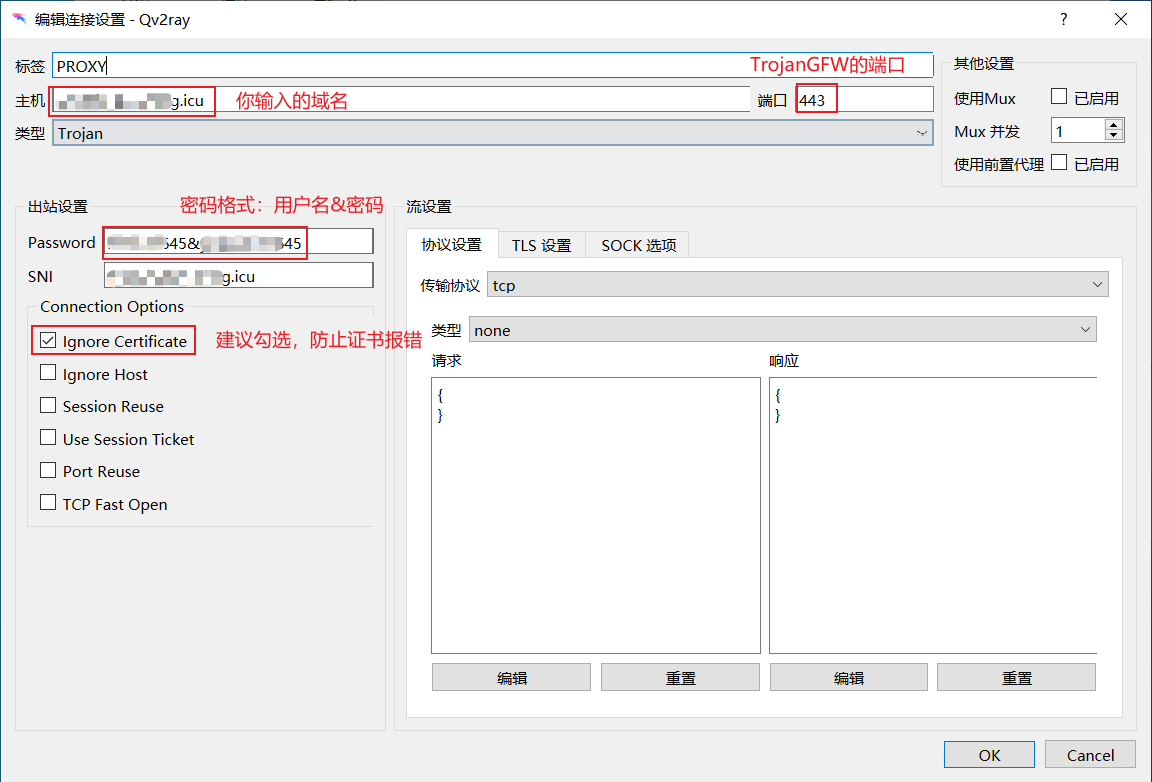 编辑连接设置 - Qv2ray
?
标签 PROXY
TrojanGFW的端口
主机 g.icu 你输入的域名 端口 443
类型 Trojan
其他设置
使用Mux 已启用
Mux 并发 1
使用前置代理 已启用
出站设置
密码格式：用户名&密码
Password 645& 645
SNI g.icu
Connection Options
Ignore Certificate 建议勾选，防止证书报错
Ignore Host
Session Reuse
Use Session Ticket
Port Reuse
TCP Fast Open
流设置
协议设置 TLS 设置 SOCK 选项
传输协议 tcp
类型 none
请求 响应
{ {
} }
编辑 重置 编辑 重置
OK Cancel